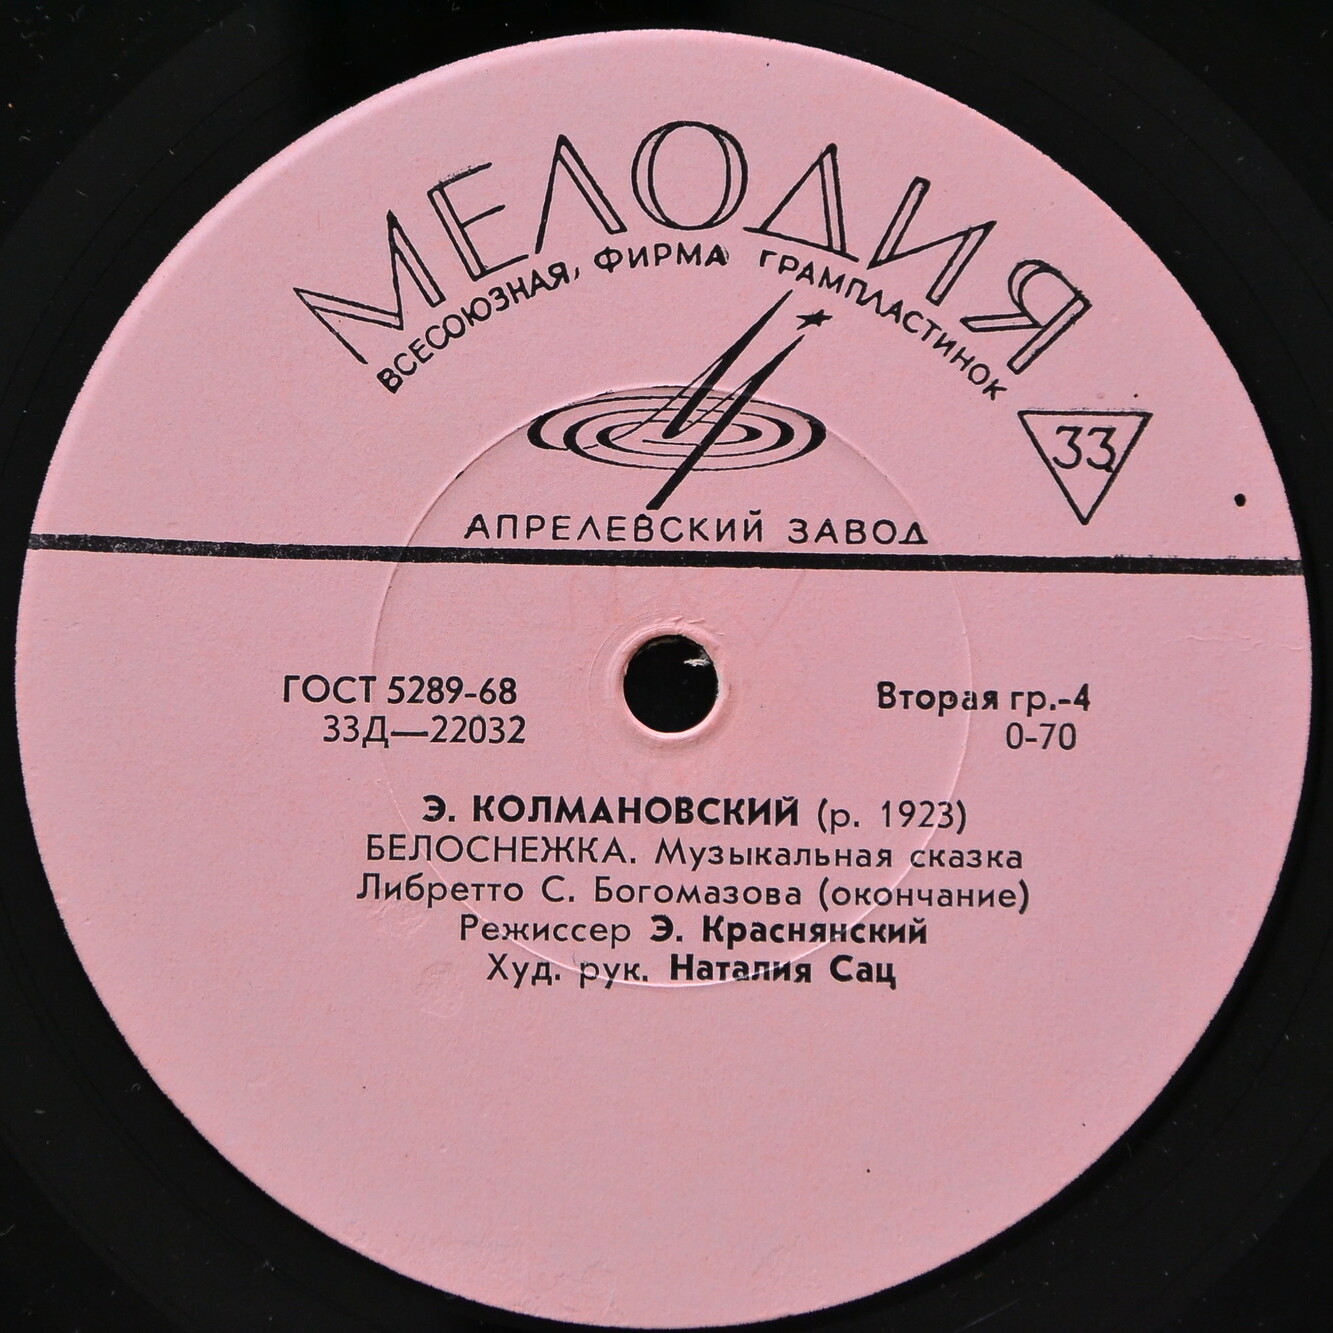 МЕЛОДИЯ
ВСЕСОЮЗНАЯ, ФИРМА ГРАМПЛАСТИНОК
33
АПРЕЛЕВСКИЙ ЗАВОД
ГОСТ 5289-68
33Д—22032
Вторая гр.-4
0-70
Э. КОЛМАНОВСКИЙ (р. 1923)
БЕЛОСНЕЖКА. Музыкальная сказка
Либретто С. Богомазова (окончание)
Режиссер Э. Краснянский
Худ. рук. Наталия Сац